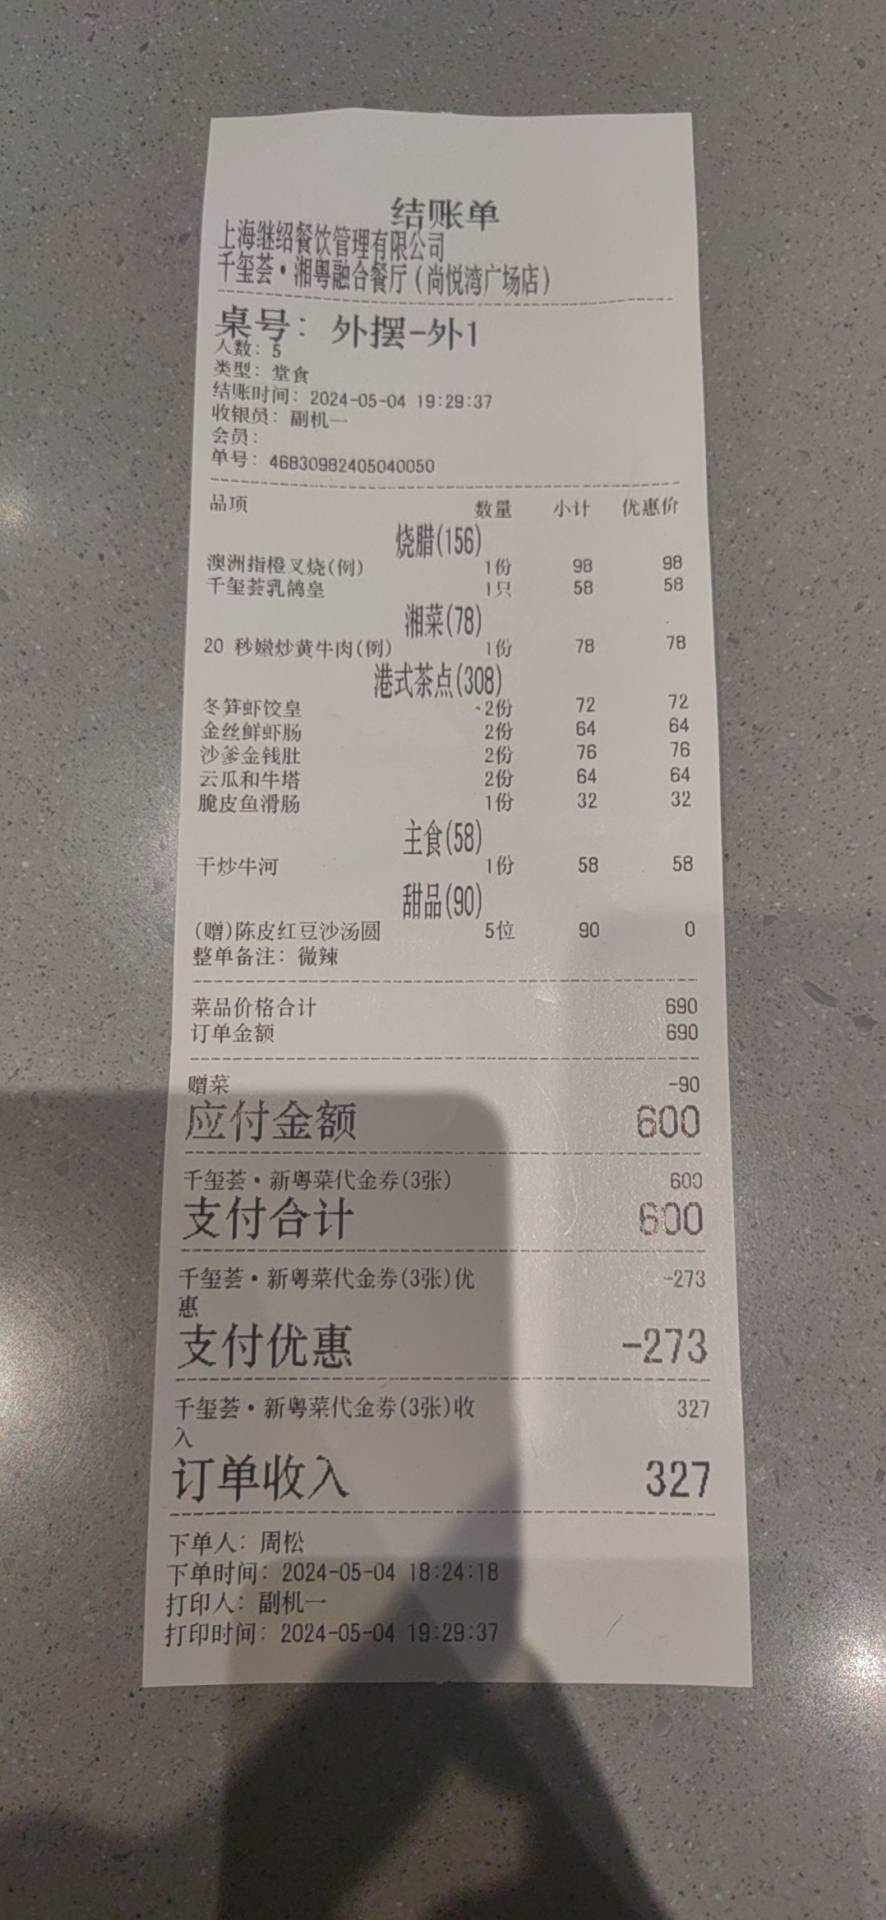 结账单
上海继绍餐饮管理有限公司
千玺荟·湘粤融合餐厅(尚悦湾广场店)
桌号: 外摆-外1
人数: 5
类型: 堂食
结账时间: 2024-05-04 19:29:37
收银员: 副机一
会员:
单号: 46830982405040050
品项 数量 小计 优惠价
烧腊(156)
澳洲指橙叉烧(例) 1份 98 98
千玺荟乳鸽皇 1只 58 58
湘菜(78)
20 秒嫩炒黄牛肉(例) 1份 78 78
港式茶点(308)
冬笋虾饺皇 2份 72 72
金丝鲜虾肠 2份 64 64
沙爹金钱肚 2份 76 76
云瓜和牛塔 2份 64 64
脆皮鱼滑肠 1份 32 32
主食(58)
干炒牛河 1份 58 58
甜品(90)
(赠)陈皮红豆沙汤圆 5位 90 0
整单备注: 微辣
菜品价格合计 690
订单金额 690
赠菜 -90
应付金额 600
千玺荟·新粤菜代金券(3张) 600
支付合计 600
千玺荟·新粤菜代金券(3张)优 -273
惠
支付优惠 -273
千玺荟·新粤菜代金券(3张)收 327
入
订单收入 327
下单人: 周松
下单时间: 2024-05-04 18:24:18
打印人: 副机一
打印时间: 2024-05-04 19:29:37